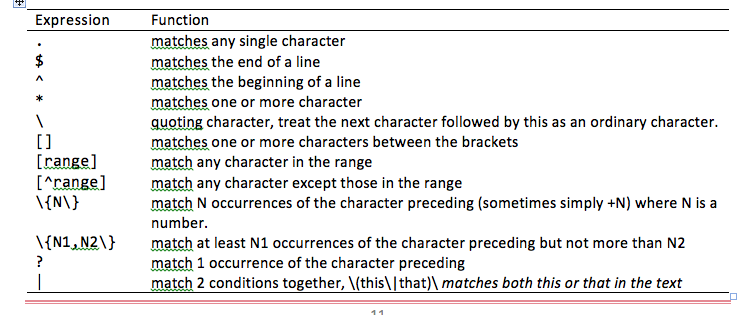 Expression Function
. matches any single character
$ matches the end of a line
^ matches the beginning of a line
* matches one or more character
\ quoting character, treat the next character followed by this as an ordinary character.
[] matches one or more characters between the brackets
[range] match any character in the range
[^range] match any character except those in the range
\{N\} match N occurrences of the character preceding (sometimes simply +N) where N is a
number.
\{N1,N2\} match at least N1 occurrences of the character preceding but not more than N2
? match 1 occurrence of the character preceding
| match 2 conditions together, \(this\|that)\ matches both this or that in the text
11